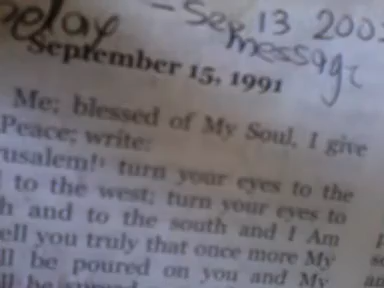 Relay - Sep 13 200
message
September 15, 1991
Me; blessed of My Soul, I give
Peace; write:
rusalem! turn your eyes to the
to the west; turn your eyes to
h and to the south and I Am
ell you truly that once more My
ll be poured on you and My